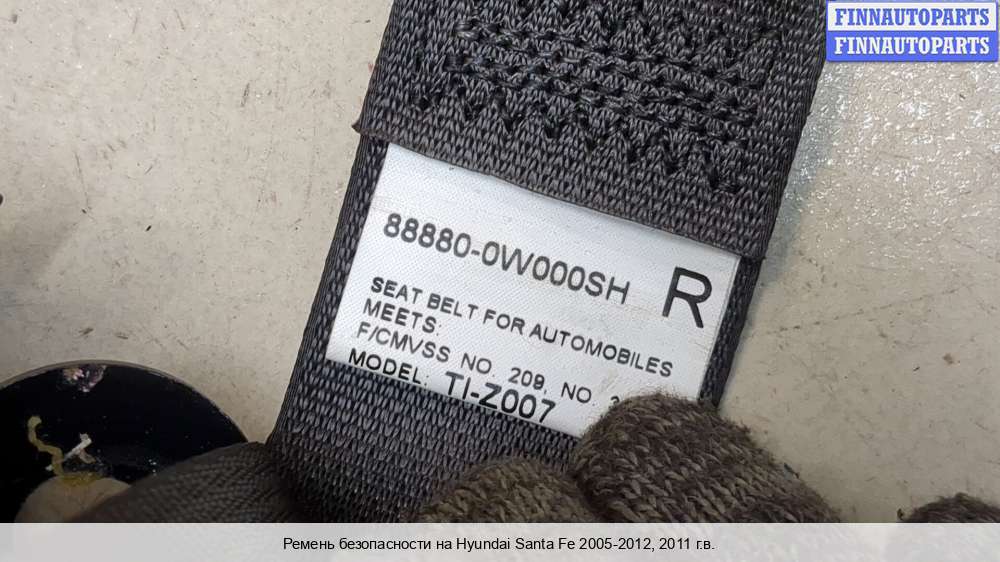 FINNAUTOPARTS
FINNAUTOPARTS
88880-0W000SH
R
SEAT BELT FOR AUTOMOBILES
MEETS:
F/CMVSS NO. 209, NO.
MODEL: TI-Z007
Ремень безопасности на Hyundai Santa Fe 2005-2012, 2011 г.в.